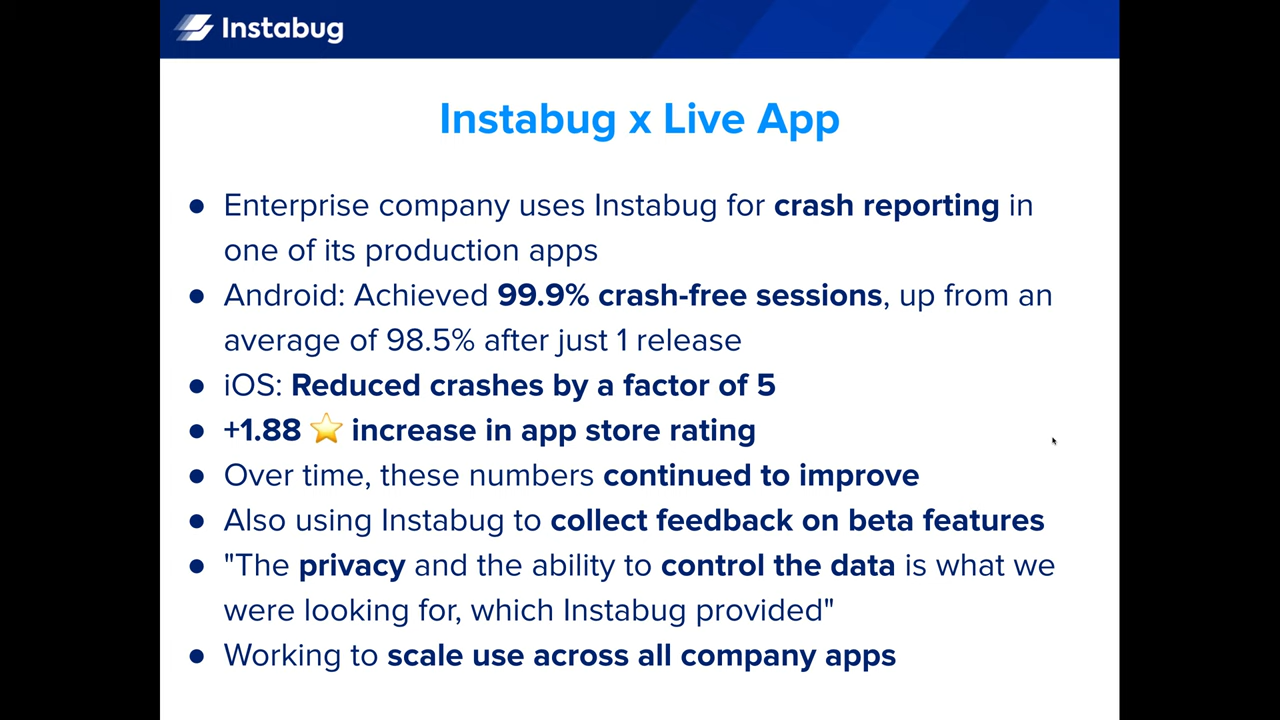 Instabug
Instabug x Live App
● Enterprise company uses Instabug for crash reporting in
one of its production apps
● Android: Achieved 99.9% crash-free sessions, up from an
average of 98.5% after just 1 release
● iOS: Reduced crashes by a factor of 5
● +1.88 ⭐ increase in app store rating
● Over time, these numbers continued to improve
● Also using Instabug to collect feedback on beta features
● "The privacy and the ability to control the data is what we
were looking for, which Instabug provided"
● Working to scale use across all company apps